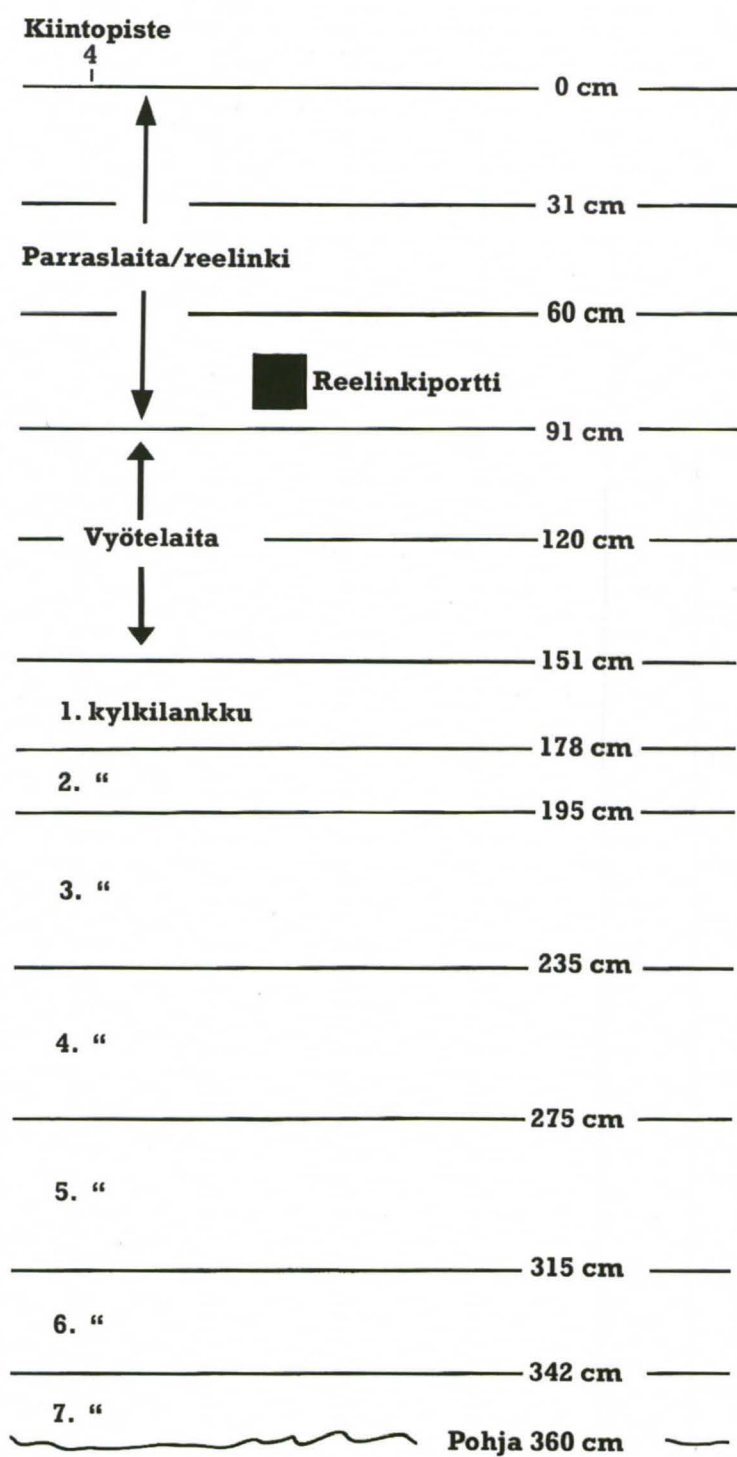 Kiintopiste
4
0 cm
31 cm
Parraslaita/reelinki
60 cm
Reelinkiportti
91 cm
Vyötelaita
120 cm
151 cm
1. kylkilankku
178 cm
2. “
195 cm
3. “
235 cm
4. “
275 cm
5. “
315 cm
6. “
342 cm
7. “
Pohja 360 cm